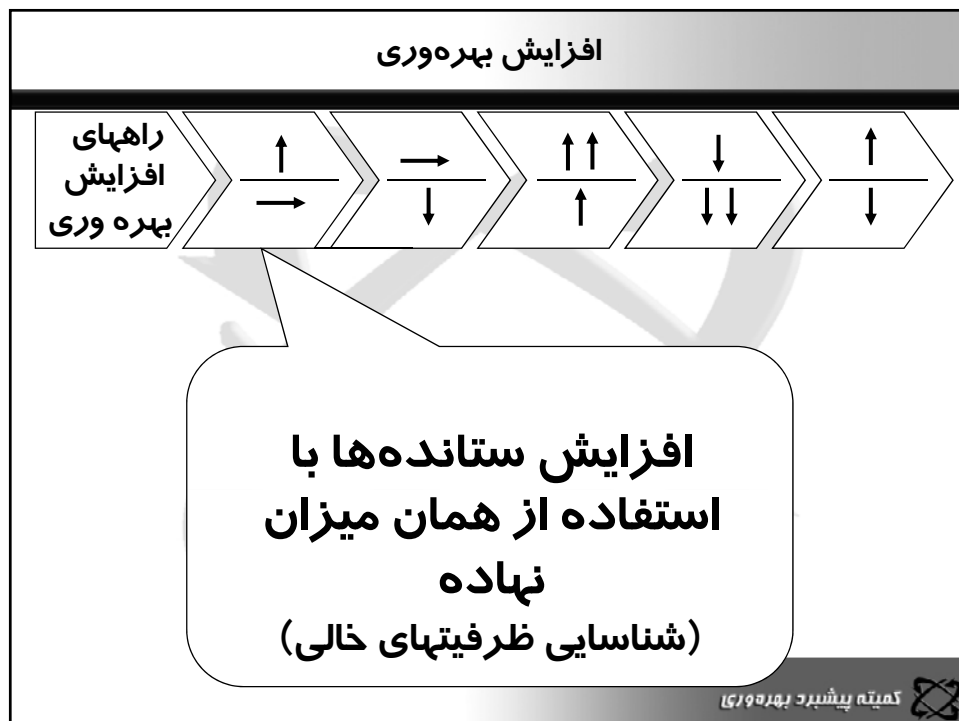 افزایش بهره‌وری
راههای
افزایش
بهره وری
افزایش ستانده‌ها با
استفاده از همان میزان
نهاده
(شناسایی ظرفیتهای خالی)
کمیته پیشبرد بهره‌وری